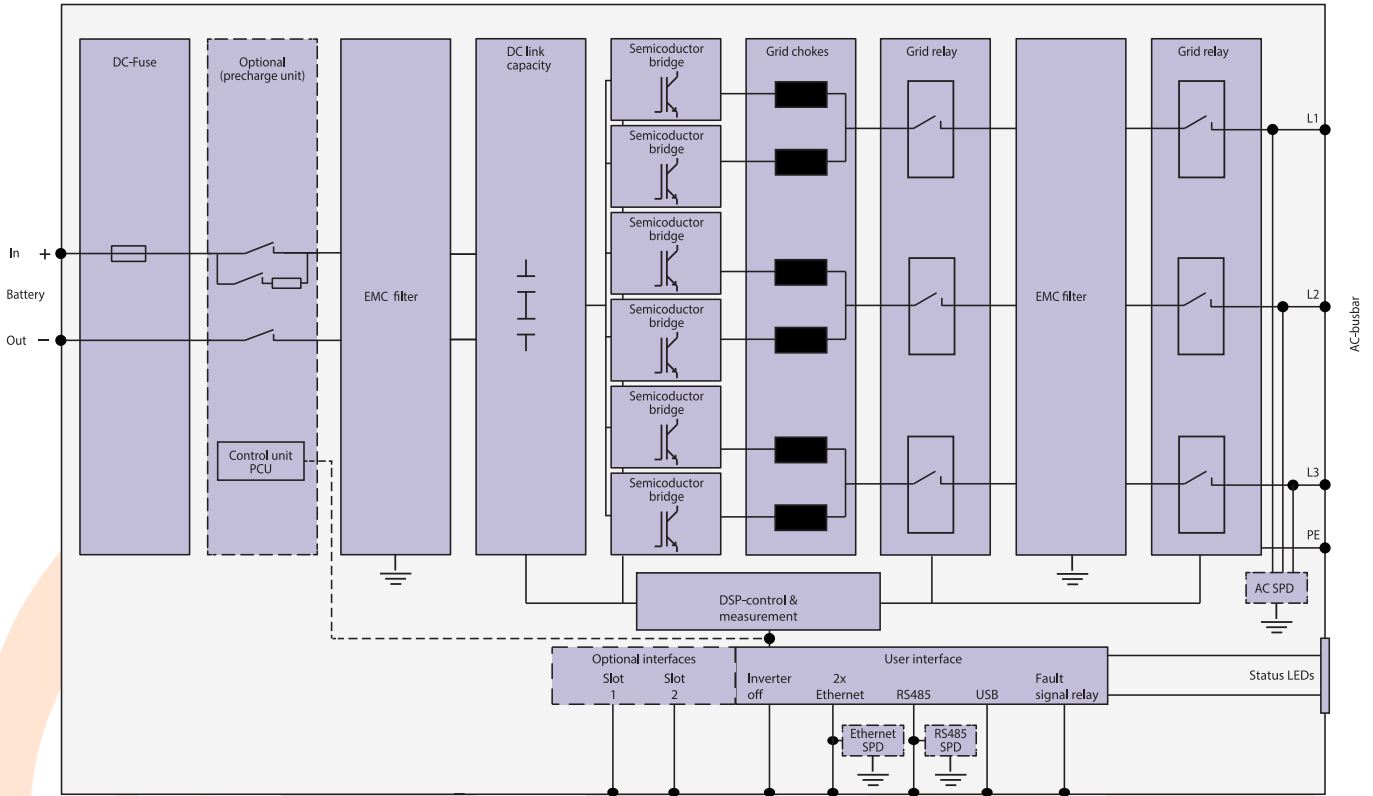 DC-Fuse
Optional
(precharge unit)
DC link
capacity
Semicoductor
bridge
Grid chokes
Grid relay
Grid relay
L1
Semicoductor
bridge
Semicoductor
bridge
In +
EMC filter
EMC filter
Battery
L2
Semicoductor
bridge
AC-busbar
Out −
Semicoductor
bridge
Control unit
PCU
L3
Semicoductor
bridge
PE
DSP-control &
measurement
AC SPD
Optional interfaces
Slot
1
Slot
2
User interface
Inverter
off
2x
Ethernet
RS485
USB
Fault
signal relay
Status LEDs
Ethernet
SPD
RS485
SPD